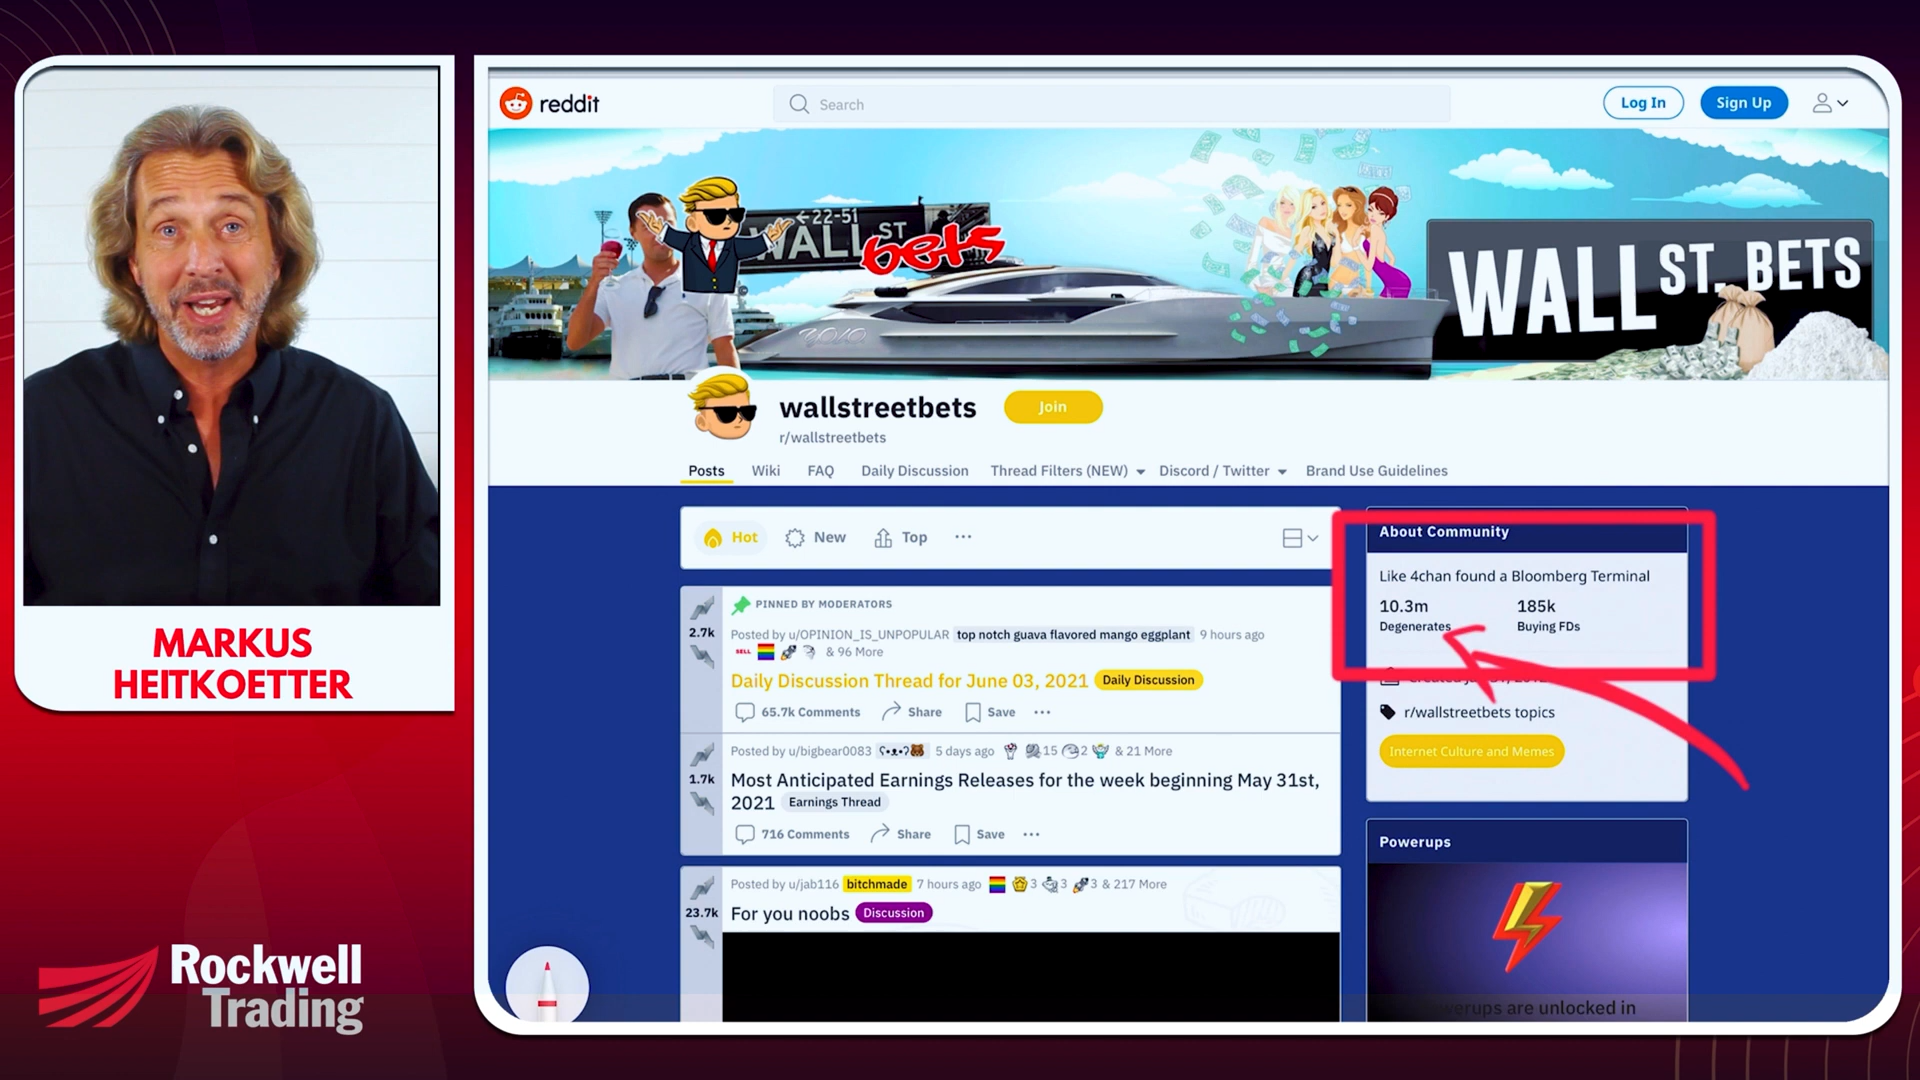 MARKUS
HEITKOETTER
Rockwell
Trading
reddit
Search
Log In
Sign Up
22-51
WALL ST
bets
YOLO
WALL ST. BETS
wallstreetbets
Join
r/wallstreetbets
Posts
Wiki
FAQ
Daily Discussion
Thread Filters (NEW)
Discord / Twitter
Brand Use Guidelines
Hot
New
Top
...
2.7k
PINNED BY MODERATORS
Posted by u/OPINION_IS_UNPOPULAR top notch guava flavored mango eggplant 9 hours ago
SELL & 96 More
Daily Discussion Thread for June 03, 2021 Daily Discussion
65.7k Comments Share Save ...
1.7k
Posted by u/bigbear0083 ʕ•ᴥ•ʔ 5 days ago 15 2 & 21 More
Most Anticipated Earnings Releases for the week beginning May 31st,
2021 Earnings Thread
716 Comments Share Save ...
23.7k
Posted by u/jab116 bitchmade 7 hours ago 3 3 3 & 217 More
For you noobs Discussion
About Community
Like 4chan found a Bloomberg Terminal
10.3m 185k
Degenerates Buying FDs
Created
r/wallstreetbets topics
Internet Culture and Memes
Powerups
are unlocked in